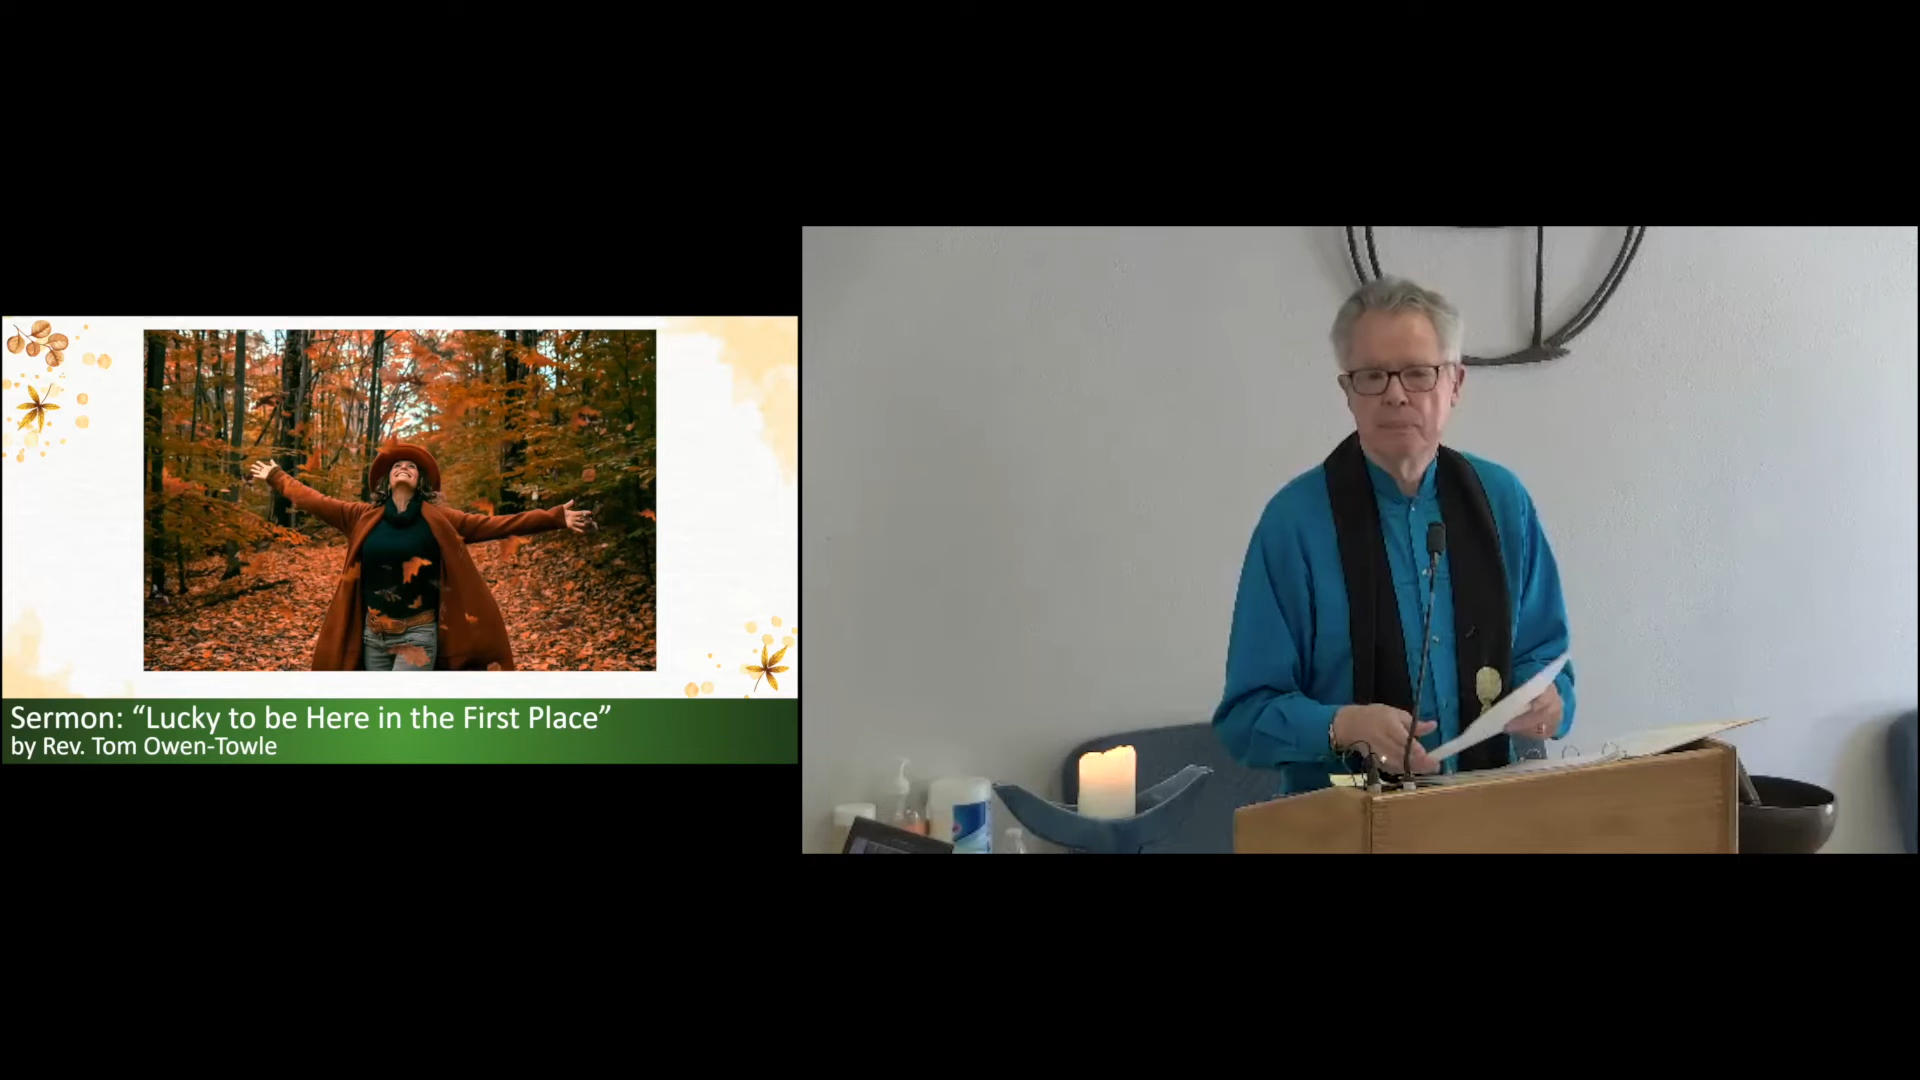 Sermon: “Lucky to be Here in the First Place”
by Rev. Tom Owen-Towle